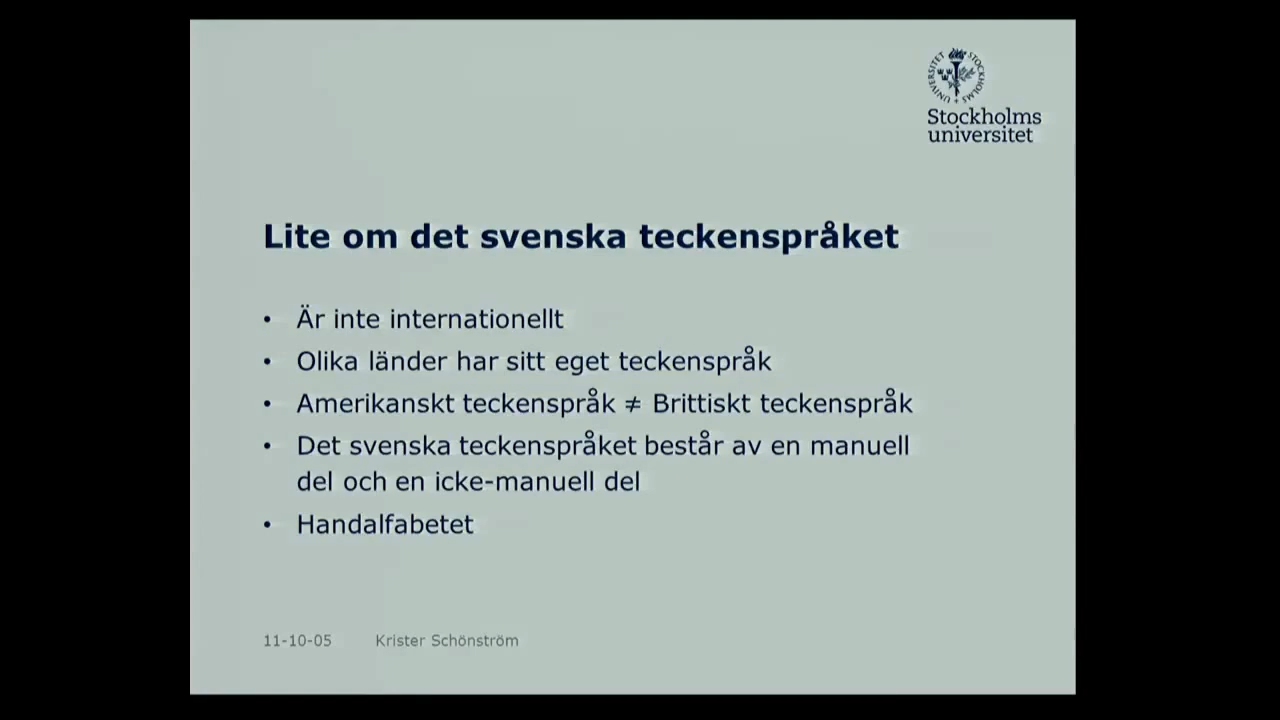 STOCKHOLMS UNIVERSITET
Stockholms
universitet
Lite om det svenska teckenspråket
• Är inte internationellt
• Olika länder har sitt eget teckenspråk
• Amerikanskt teckenspråk ≠ Brittiskt teckenspråk
• Det svenska teckenspråket består av en manuell
del och en icke-manuell del
• Handalfabetet
11-10-05 Krister Schönström